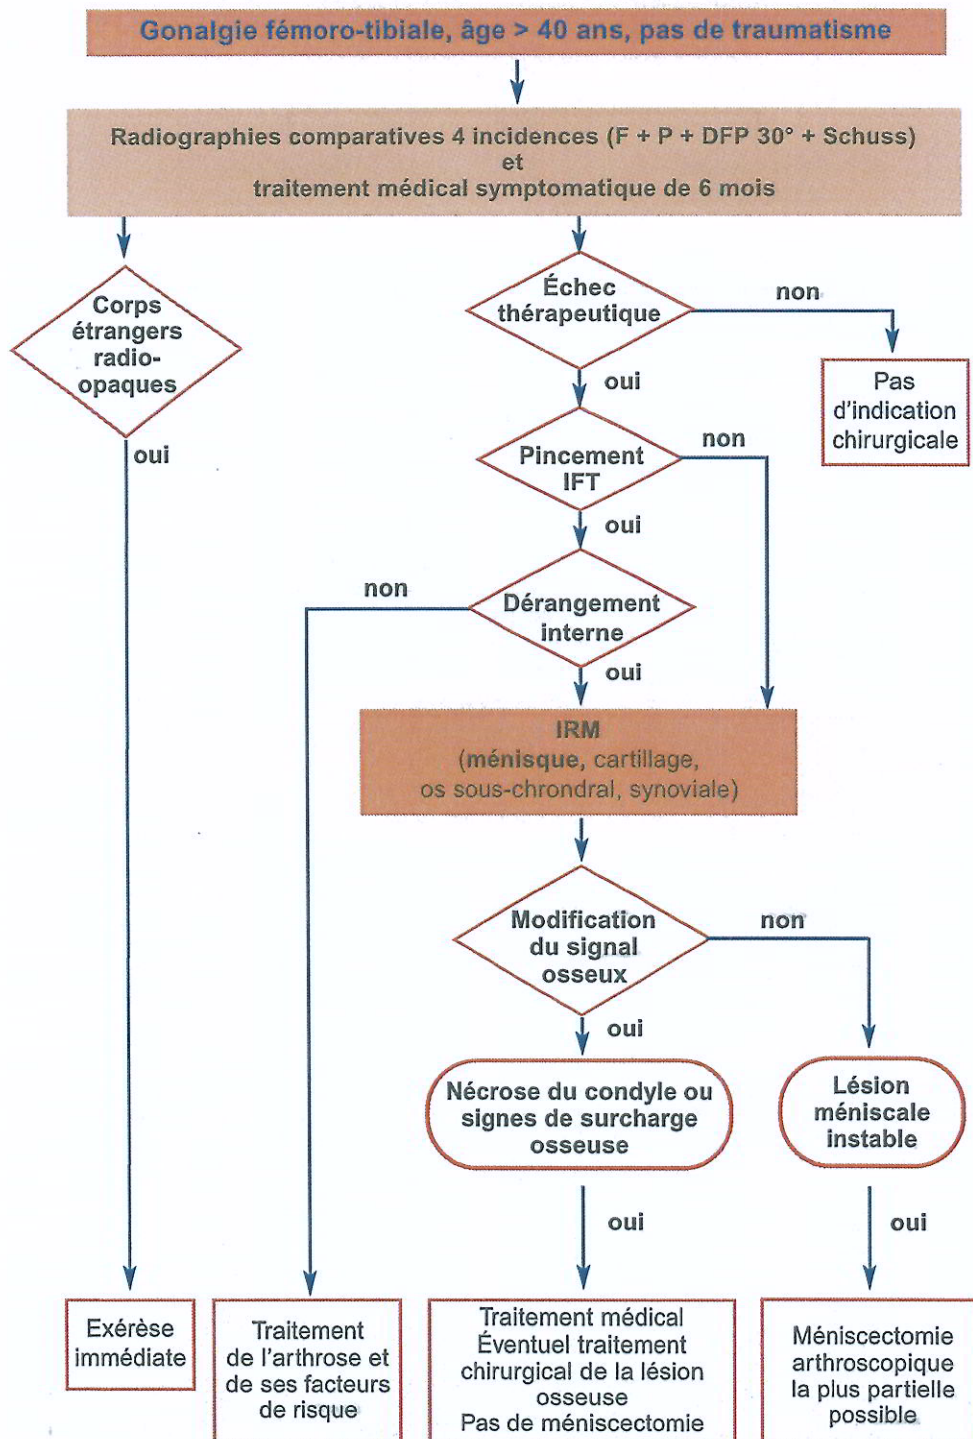 Gonalgie fémoro-tibiale, âge > 40 ans, pas de traumatisme
Radiographies comparatives 4 incidences (F + P + DFP 30° + Schuss)
et
traitement médical symptomatique de 6 mois
Corps
étrangers
radio-
opaques
oui
Échec
thérapeutique
non
oui
Pas
d'indication
chirurgicale
Pincement
IFT
non
oui
Dérangement
interne
non
oui
IRM
(ménisque, cartillage,
os sous-chrondral, synoviale)
Modification
du signal
osseux
non
oui
Nécrose du condyle ou
signes de surcharge
osseuse
Lésion
méniscale
instable
oui
oui
Exérèse
immédiate
Traitement
de l'arthrose et
de ses facteurs
de risque
Traitement médical
Éventuel traitement
chirurgical de la lésion
osseuse
Pas de méniscectomie
Méniscectomie
arthroscopique
la plus partielle
possible